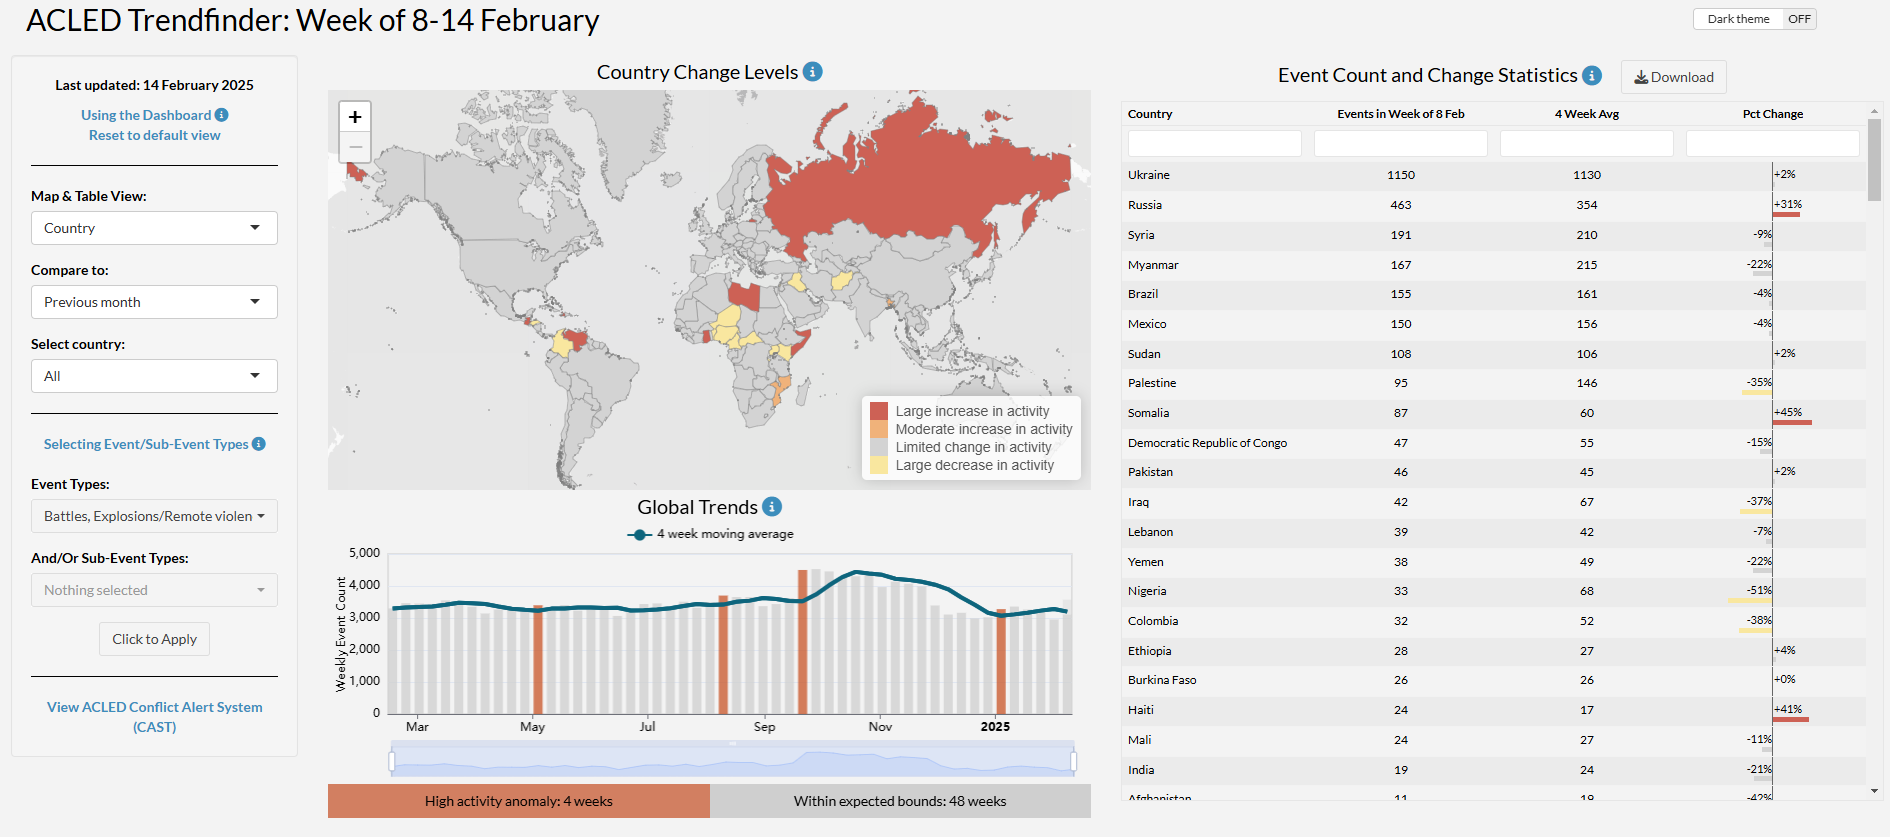 ACLED Trendfinder: Week of 8-14 February
Dark theme OFF
Last updated: 14 February 2025
Using the Dashboard
Reset to default view
Map & Table View:
Country
Compare to:
Previous month
Select country:
All
Selecting Event/Sub-Event Types
Event Types:
Battles, Explosions/Remote violen
And/Or Sub-Event Types:
Nothing selected
Click to Apply
View ACLED Conflict Alert System
(CAST)
Country Change Levels
+
−
Large increase in activity
Moderate increase in activity
Limited change in activity
Large decrease in activity
Global Trends
4 week moving average
Weekly Event Count
5,000
4,000
3,000
2,000
1,000
0
Mar May Jul Sep Nov 2025
High activity anomaly: 4 weeks
Within expected bounds: 48 weeks
Event Count and Change Statistics
Download
Country Events in Week of 8 Feb 4 Week Avg Pct Change
Ukraine 1150 1130 +2%
Russia 463 354 +31%
Syria 191 210 -9%
Myanmar 167 215 -22%
Brazil 155 161 -4%
Mexico 150 156 -4%
Sudan 108 106 +2%
Palestine 95 146 -35%
Somalia 87 60 +45%
Democratic Republic of Congo 47 55 -15%
Pakistan 46 45 +2%
Iraq 42 67 -37%
Lebanon 39 42 -7%
Yemen 38 49 -22%
Nigeria 33 68 -51%
Colombia 32 52 -38%
Ethiopia 28 27 +4%
Burkina Faso 26 26 +0%
Haiti 24 17 +41%
Mali 24 27 -11%
India 19 24 -21%
Afghanistan 11 19 -42%